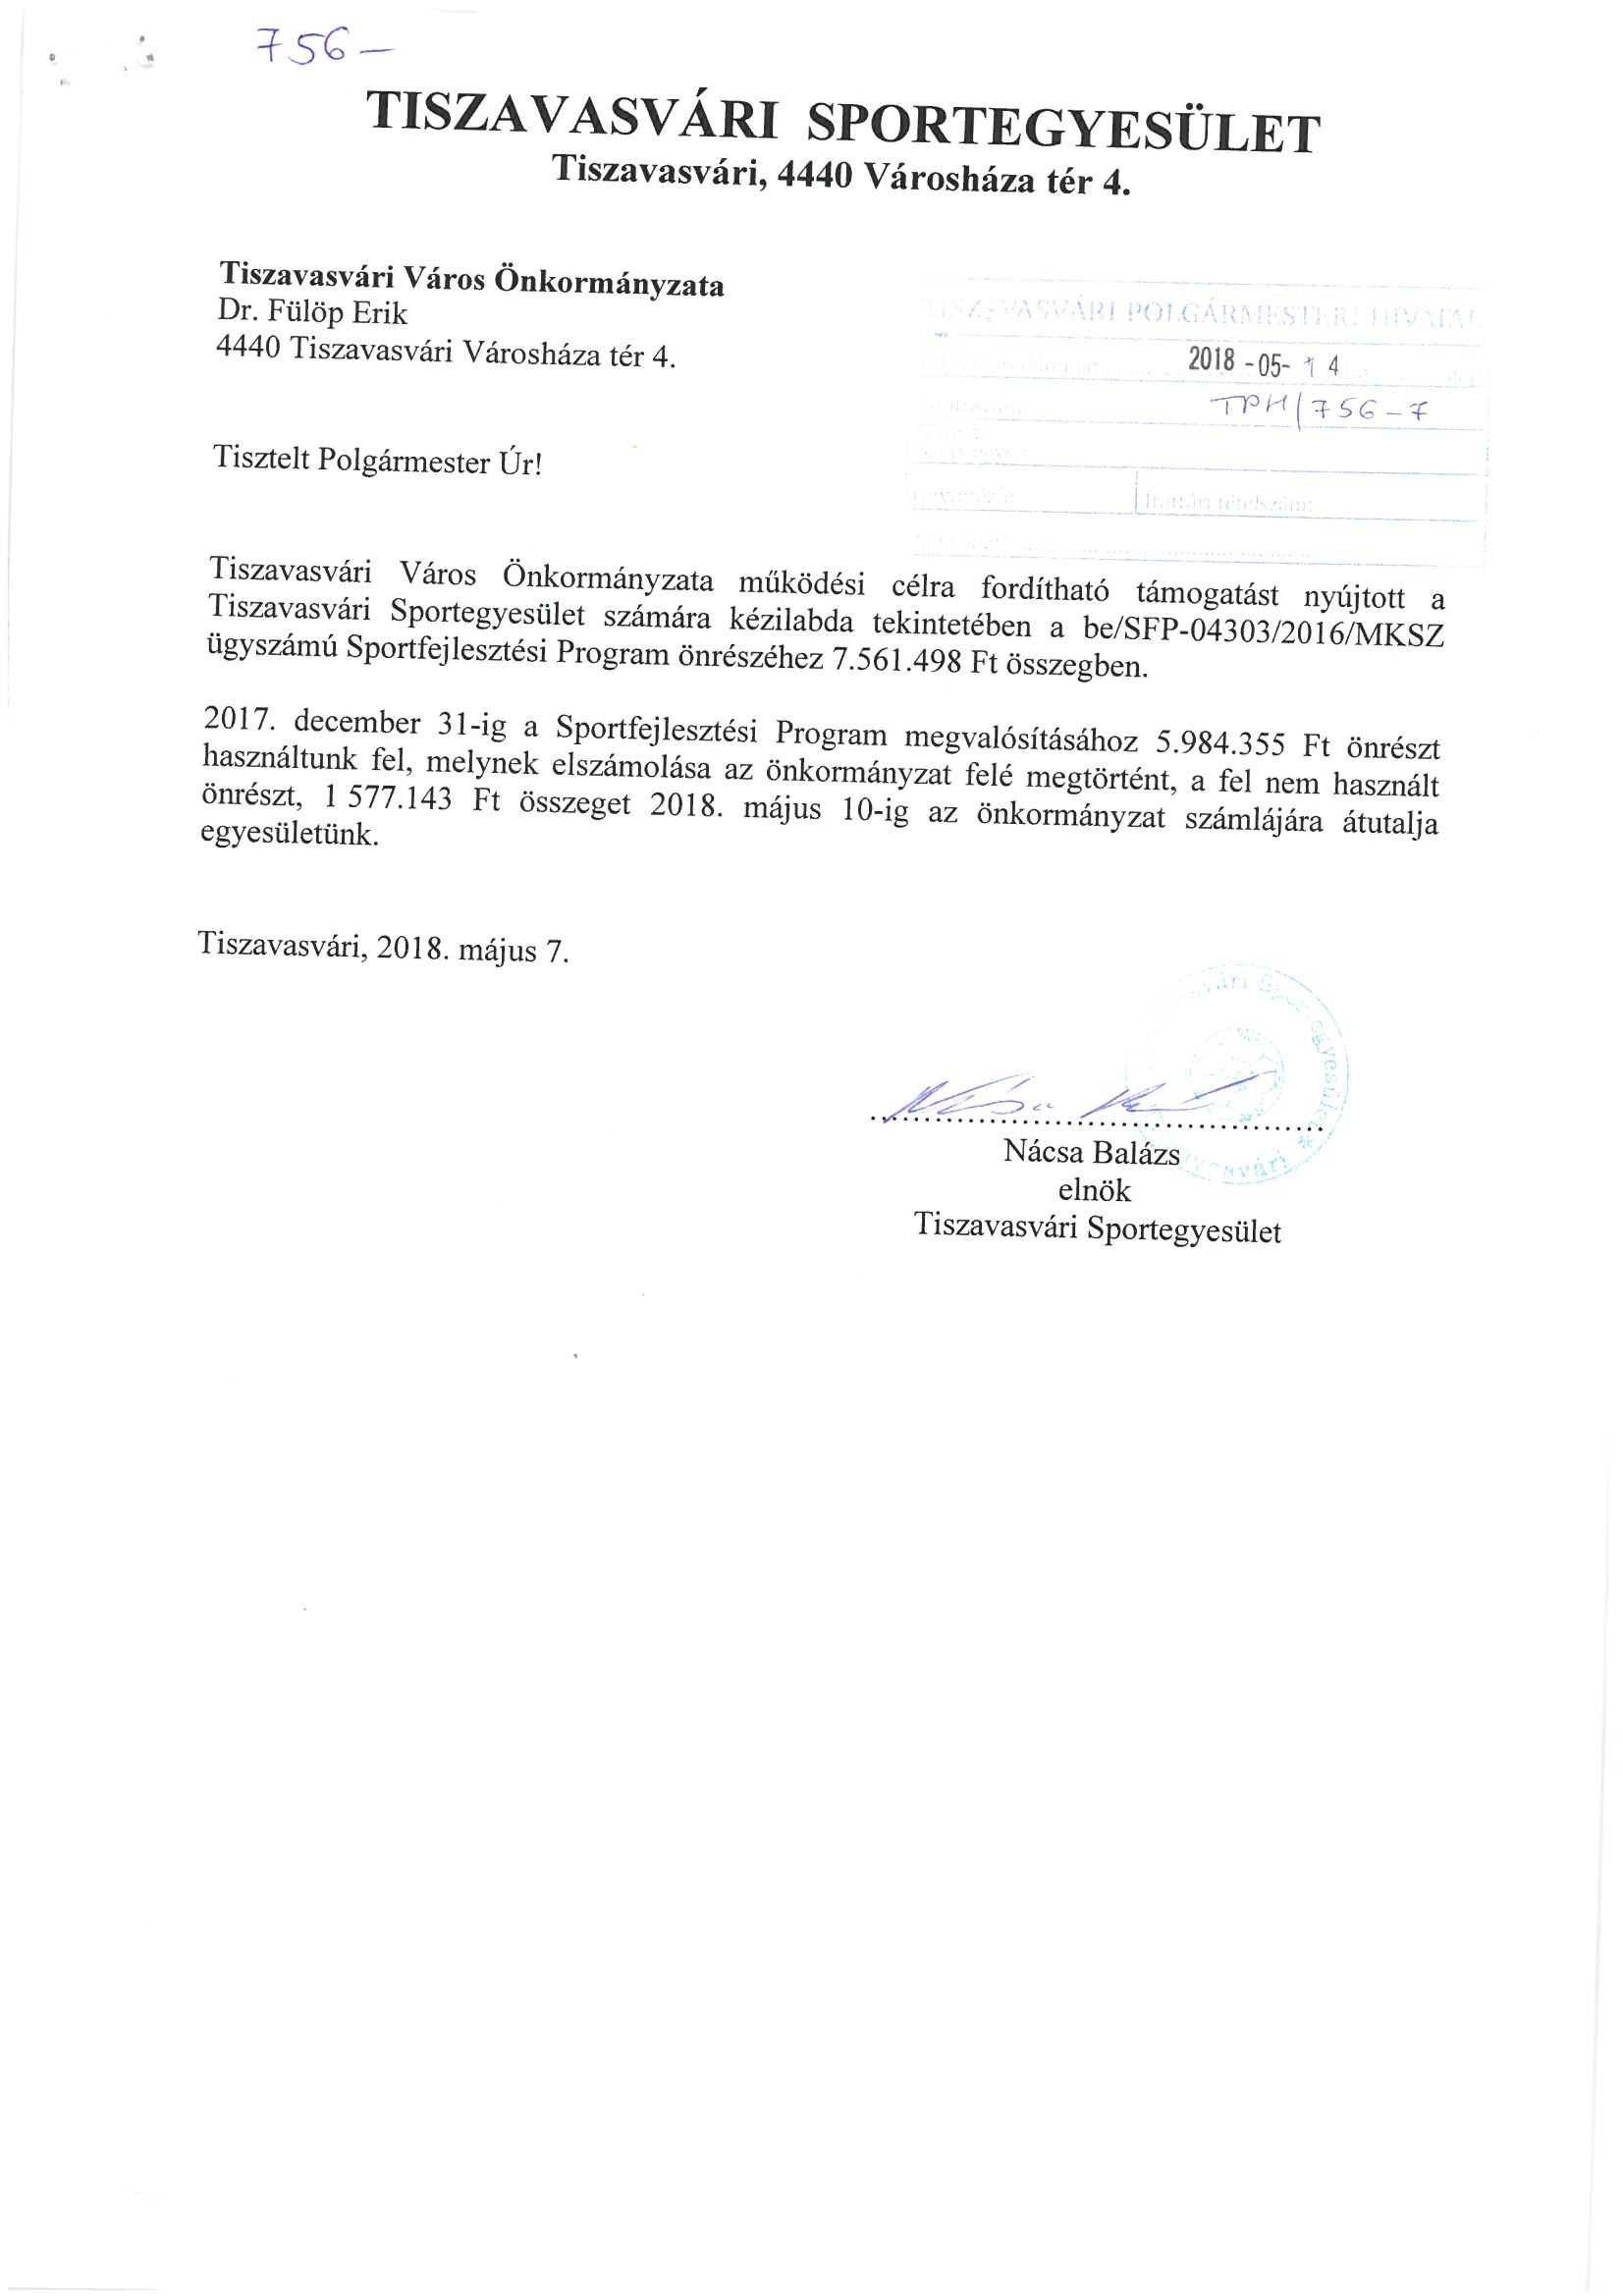 756-
TISZAVASVÁRI SPORTEGYESÜLET
Tiszavasvári, 4440 Városháza tér 4.
Tiszavasvári Város Önkormányzata
Dr. Fülöp Erik
4440 Tiszavasvári Városháza tér 4.
TISZAVASVÁRI POLGÁRMESTERI HIVATAL
2018 -05- 14
TPH/756-7
Irattári tételszám:
Tisztelt Polgármester Úr!
Tiszavasvári Város Önkormányzata működési célra fordítható támogatást nyújtott a
Tiszavasvári Sportegyesület számára kézilabda tekintetében a be/SFP-04303/2016/MKSZ
ügyszámú Sportfejlesztési Program önrészéhez 7.561.498 Ft összegben.
2017. december 31-ig a Sportfejlesztési Program megvalósításához 5.984.355 Ft önrészt
használtunk fel, melynek elszámolása az önkormányzat felé megtörtént, a fel nem használt
önrészt, 1 577.143 Ft összeget 2018. május 10-ig az önkormányzat számlájára átutalja
egyesületünk.
Tiszavasvári, 2018. május 7.
Nácsa Balázs
elnök
Tiszavasvári Sportegyesület